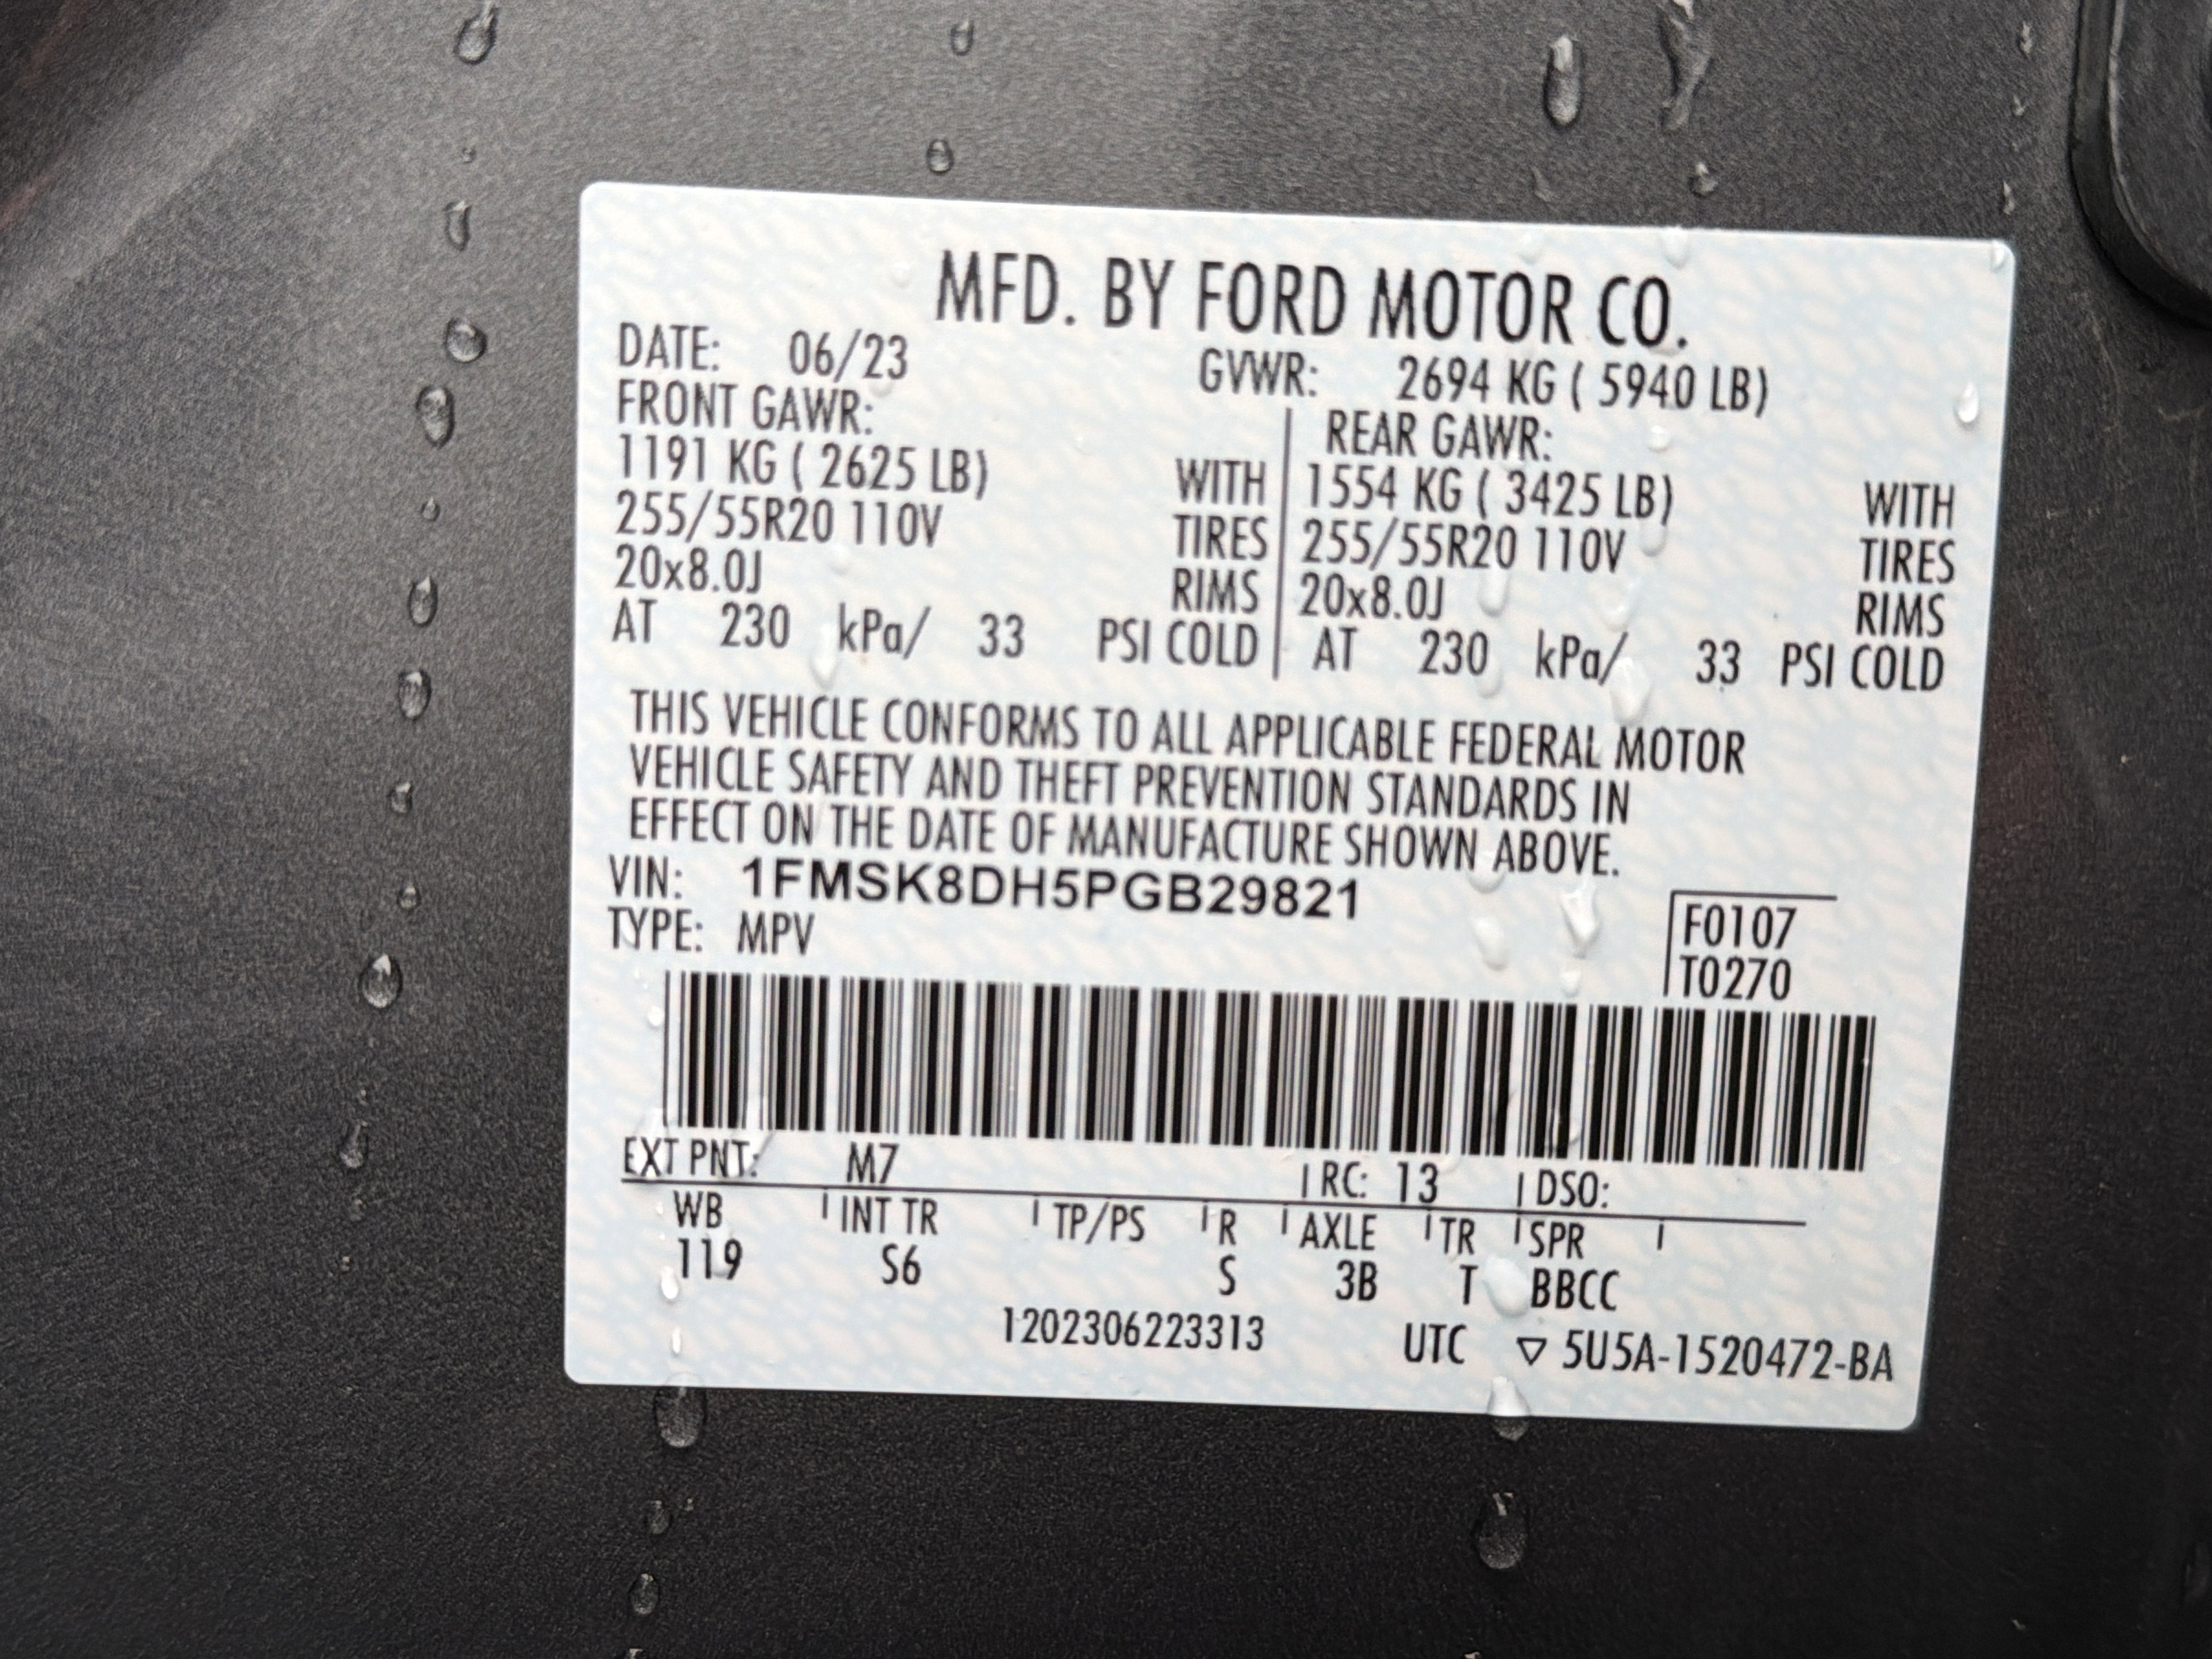 MFD. BY FORD MOTOR CO.
DATE: 06/23 GVWR: 2694 KG ( 5940 LB)
FRONT GAWR: REAR GAWR:
1191 KG ( 2625 LB) WITH 1554 KG ( 3425 LB) WITH
255/55R20 110V TIRES 255/55R20 110V TIRES
20x8.0J RIMS 20x8.0J RIMS
AT 230 kPa/ 33 PSI COLD AT 230 kPa/ 33 PSI COLD
THIS VEHICLE CONFORMS TO ALL APPLICABLE FEDERAL MOTOR
VEHICLE SAFETY AND THEFT PREVENTION STANDARDS IN
EFFECT ON THE DATE OF MANUFACTURE SHOWN ABOVE.
VIN: 1FMSK8DH5PGB29821
F0107
TYPE: MPV
T0270
EXT PNT: M7 RC: 13 DSO:
WB INT TR TP/PS R AXLE TR SPR
119 S6 S 3B T BBCC
1202306223313 UTC ▽ 5U5A-1520472-BA